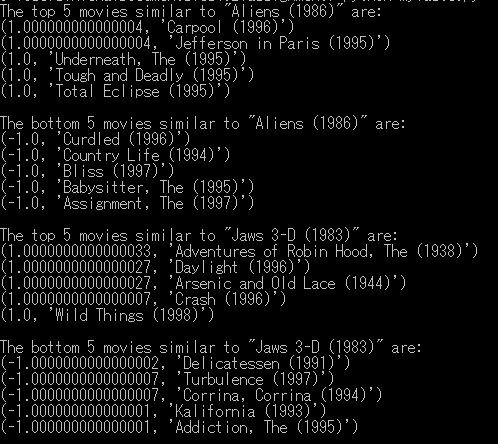 The top 5 movies similar to "Aliens (1986)" are:
(1.0000000000000004, 'Carpool (1996)')
(1.0000000000000004, 'Jefferson in Paris (1995)')
(1.0, 'Underneath, The (1995)')
(1.0, 'Tough and Deadly (1995)')
(1.0, 'Total Eclipse (1995)')
The bottom 5 movies similar to "Aliens (1986)" are:
(-1.0, 'Curdled (1996)')
(-1.0, 'Country Life (1994)')
(-1.0, 'Bliss (1997)')
(-1.0, 'Babysitter, The (1995)')
(-1.0, 'Assignment, The (1997)')
The top 5 movies similar to "Jaws 3-D (1983)" are:
(1.0000000000000033, 'Adventures of Robin Hood, The (1938)')
(1.0000000000000027, 'Daylight (1996)')
(1.0000000000000027, 'Arsenic and Old Lace (1944)')
(1.0000000000000007, 'Crash (1996)')
(1.0, 'Wild Things (1998)')
The bottom 5 movies similar to "Jaws 3-D (1983)" are:
(-1.0000000000000002, 'Delicatessen (1991)')
(-1.0000000000000007, 'Turbulence (1997)')
(-1.0000000000000007, 'Corrina, Corrina (1994)')
(-1.000000000000001, 'Kalifornia (1993)')
(-1.000000000000001, 'Addiction, The (1995)')